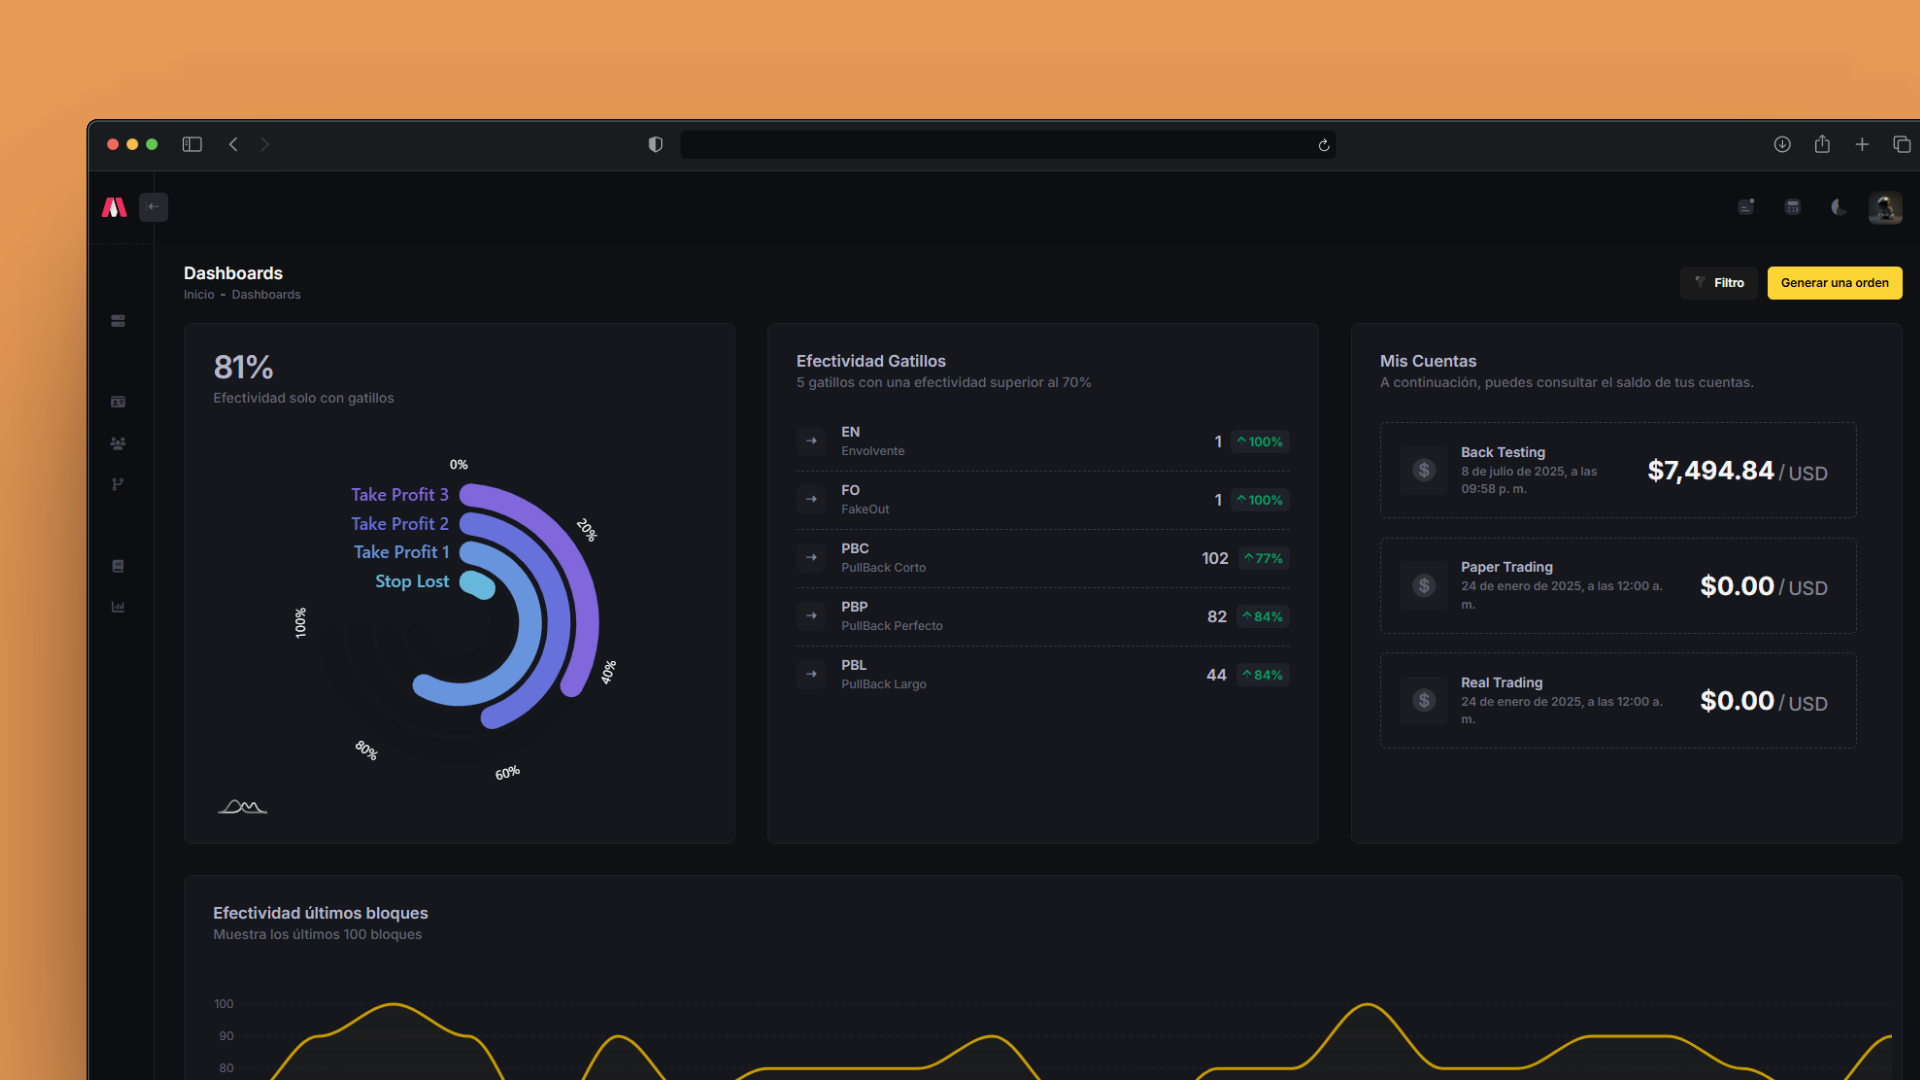 Dashboards
Inicio - Dashboards
Filtro
Generar una orden
81%
Efectividad solo con gatillos
0%
20%
40%
60%
80%
100%
Take Profit 3
Take Profit 2
Take Profit 1
Stop Lost
Efectividad Gatillos
5 gatillos con una efectividad superior al 70%
EN
Envolvente
1 100%
FO
FakeOut
1 100%
PBC
PullBack Corto
102 77%
PBP
PullBack Perfecto
82 84%
PBL
PullBack Largo
44 84%
Mis Cuentas
A continuación, puedes consultar el saldo de tus cuentas.
$
Back Testing
8 de julio de 2025, a las
09:58 p. m.
$7,494.84 / USD
$
Paper Trading
24 de enero de 2025, a las 12:00 a.
m.
$0.00 / USD
$
Real Trading
24 de enero de 2025, a las 12:00 a.
m.
$0.00 / USD
Efectividad últimos bloques
Muestra los últimos 100 bloques
100
90
80